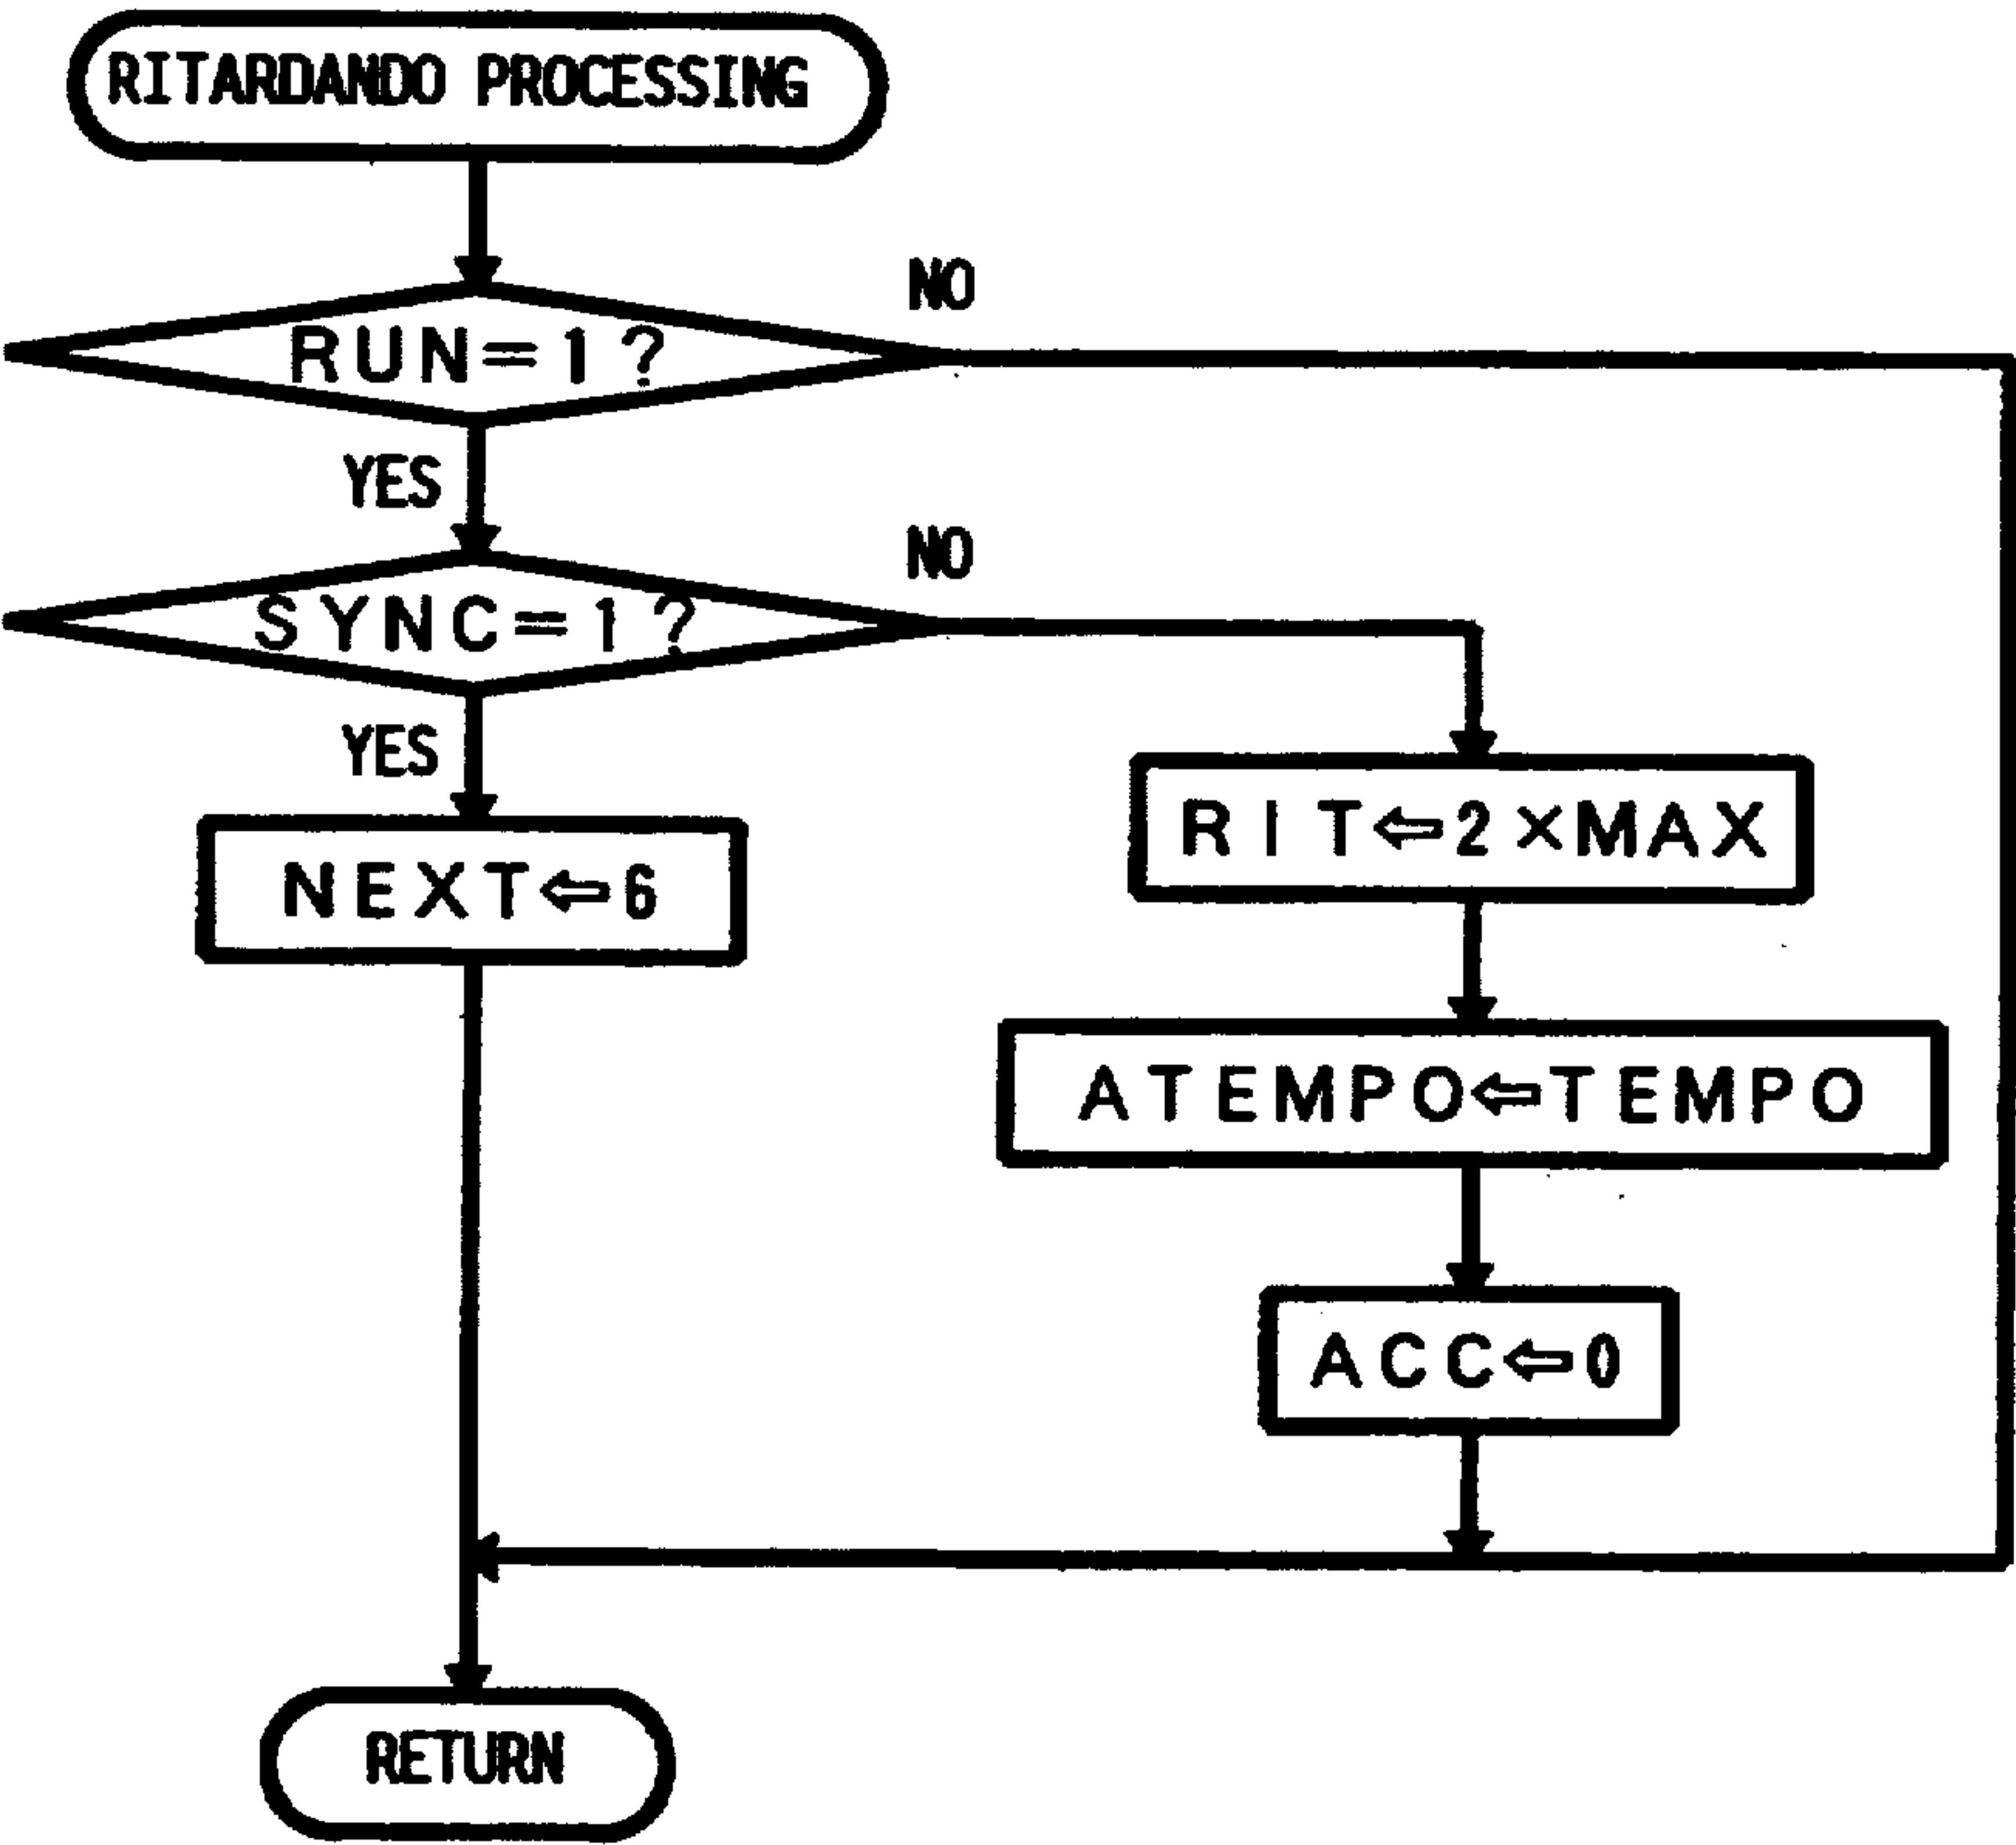 RITARDANDO PROCESSING
NO
RUN=1?
YES
NO
SYNC=1?
YES
RIT⇦2×MAX
NEXT⇦6
ATEMPO⇦TEMPO
ACC⇦0
RETURN